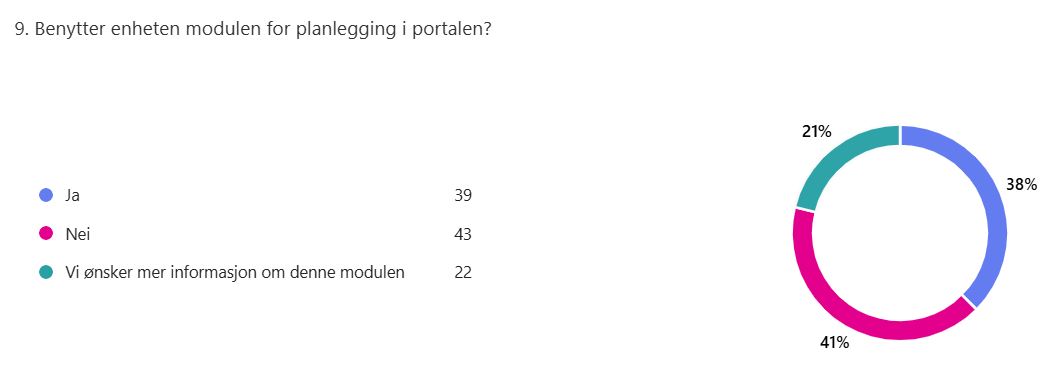 9. Benytter enheten modulen for planlegging i portalen?
Ja 39
Nei 43
Vi ønsker mer informasjon om denne modulen 22
21%
38%
41%